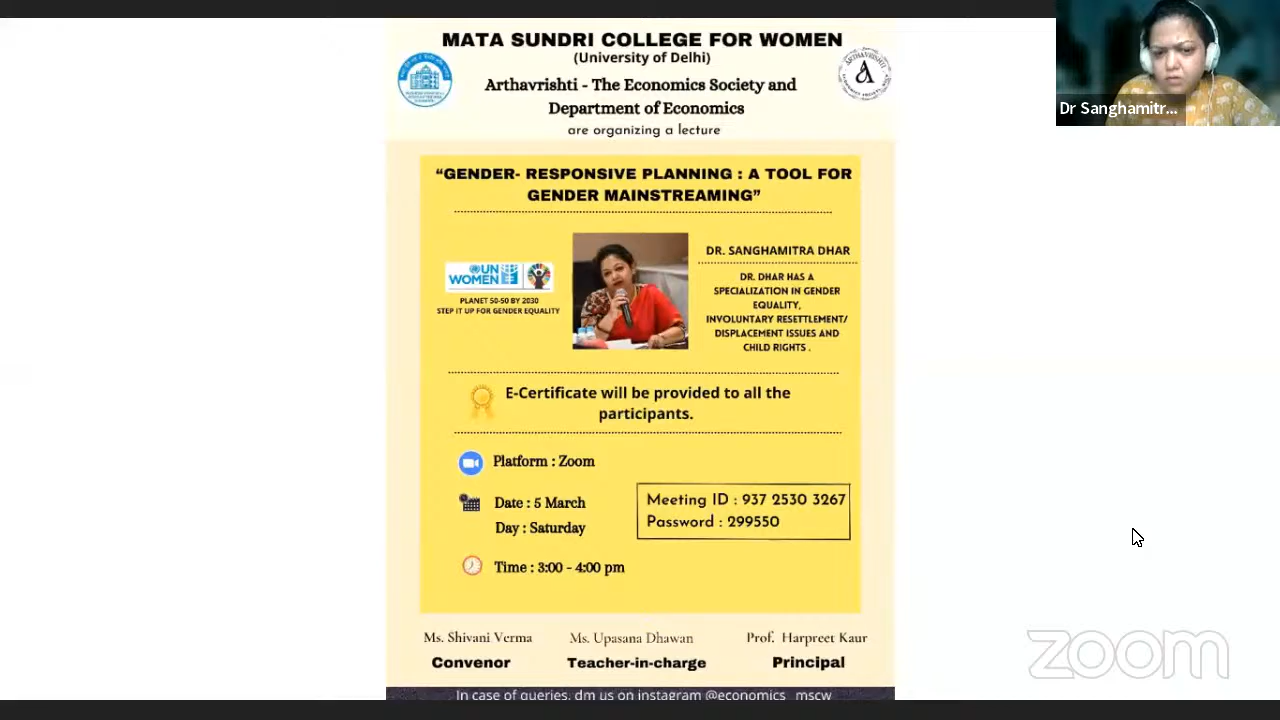 MATA SUNDRI COLLEGE FOR WOMEN
(University of Delhi)
Arthavrishti - The Economics Society and
Department of Economics
are organizing a lecture
“GENDER- RESPONSIVE PLANNING : A TOOL FOR
GENDER MAINSTREAMING”
UN
WOMEN
PLANET 50-50 BY 2030
STEP IT UP FOR GENDER EQUALITY
DR. SANGHAMITRA DHAR
DR. DHAR HAS A
SPECIALIZATION IN GENDER
EQUALITY,
INVOLUNTARY RESETTLEMENT/
DISPLACEMENT ISSUES AND
CHILD RIGHTS .
E-Certificate will be provided to all the
participants.
Platform : Zoom
Date : 5 March
Day : Saturday
Meeting ID : 937 2530 3267
Password : 299550
Time : 3:00 - 4:00 pm
Ms. Shivani Verma
Convenor
Ms. Upasana Dhawan
Teacher-in-charge
Prof. Harpreet Kaur
Principal
In case of queries, dm us on instagram @economics_mscw
Dr Sanghamitr...
ARTHAVRISHTI
zoom